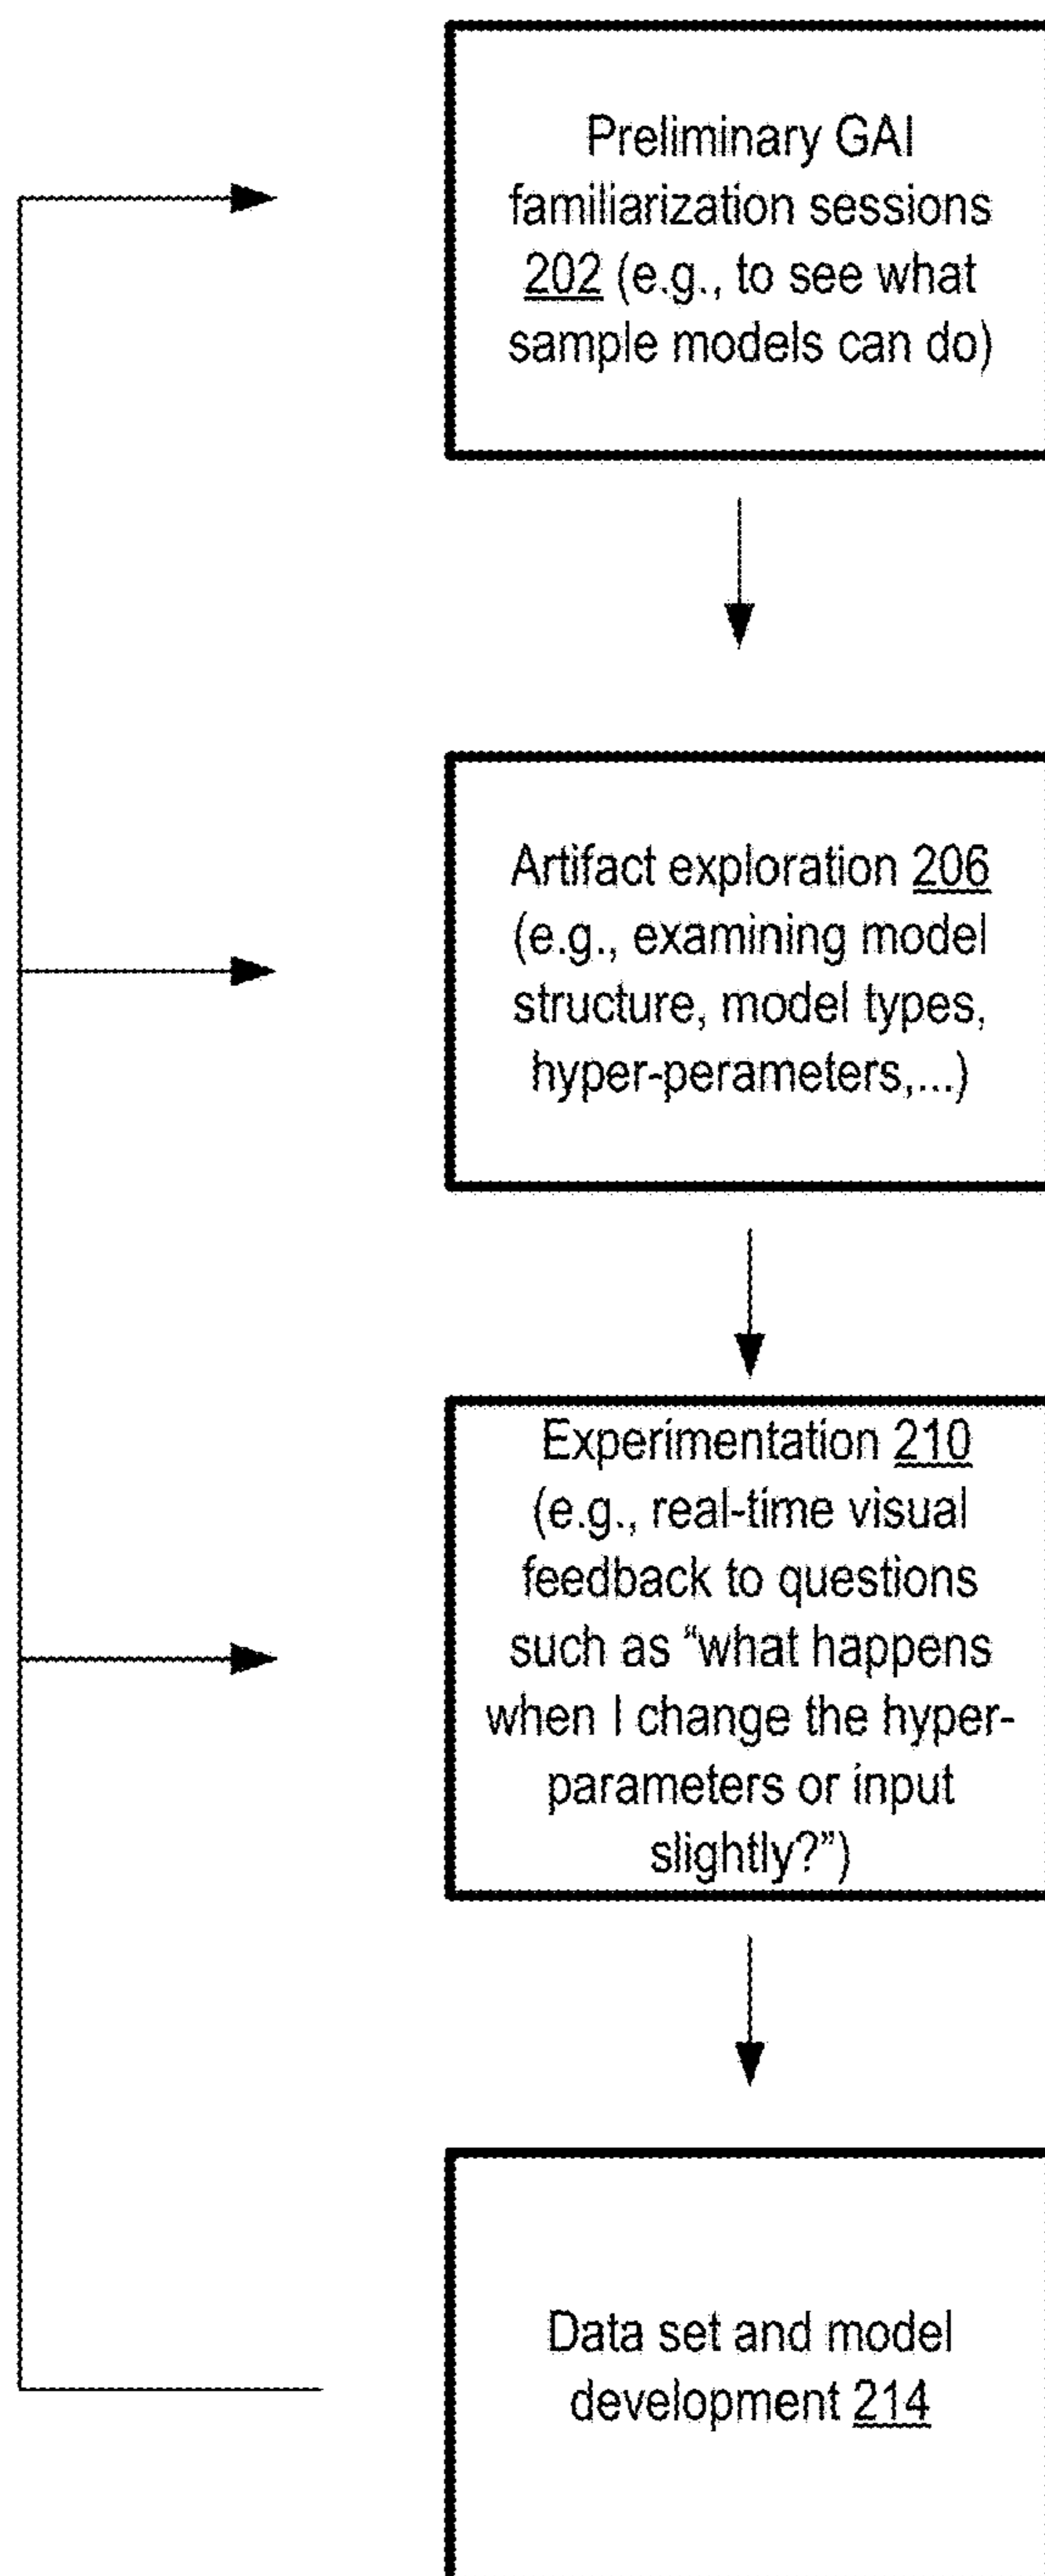 Preliminary GAI
familiarization sessions
202 (e.g., to see what
sample models can do)
Artifact exploration 206
(e.g., examining model
structure, model types,
hyper-perameters,...)
Experimentation 210
(e.g., real-time visual
feedback to questions
such as “what happens
when I change the hyper-
parameters or input
slightly?”)
Data set and model
development 214